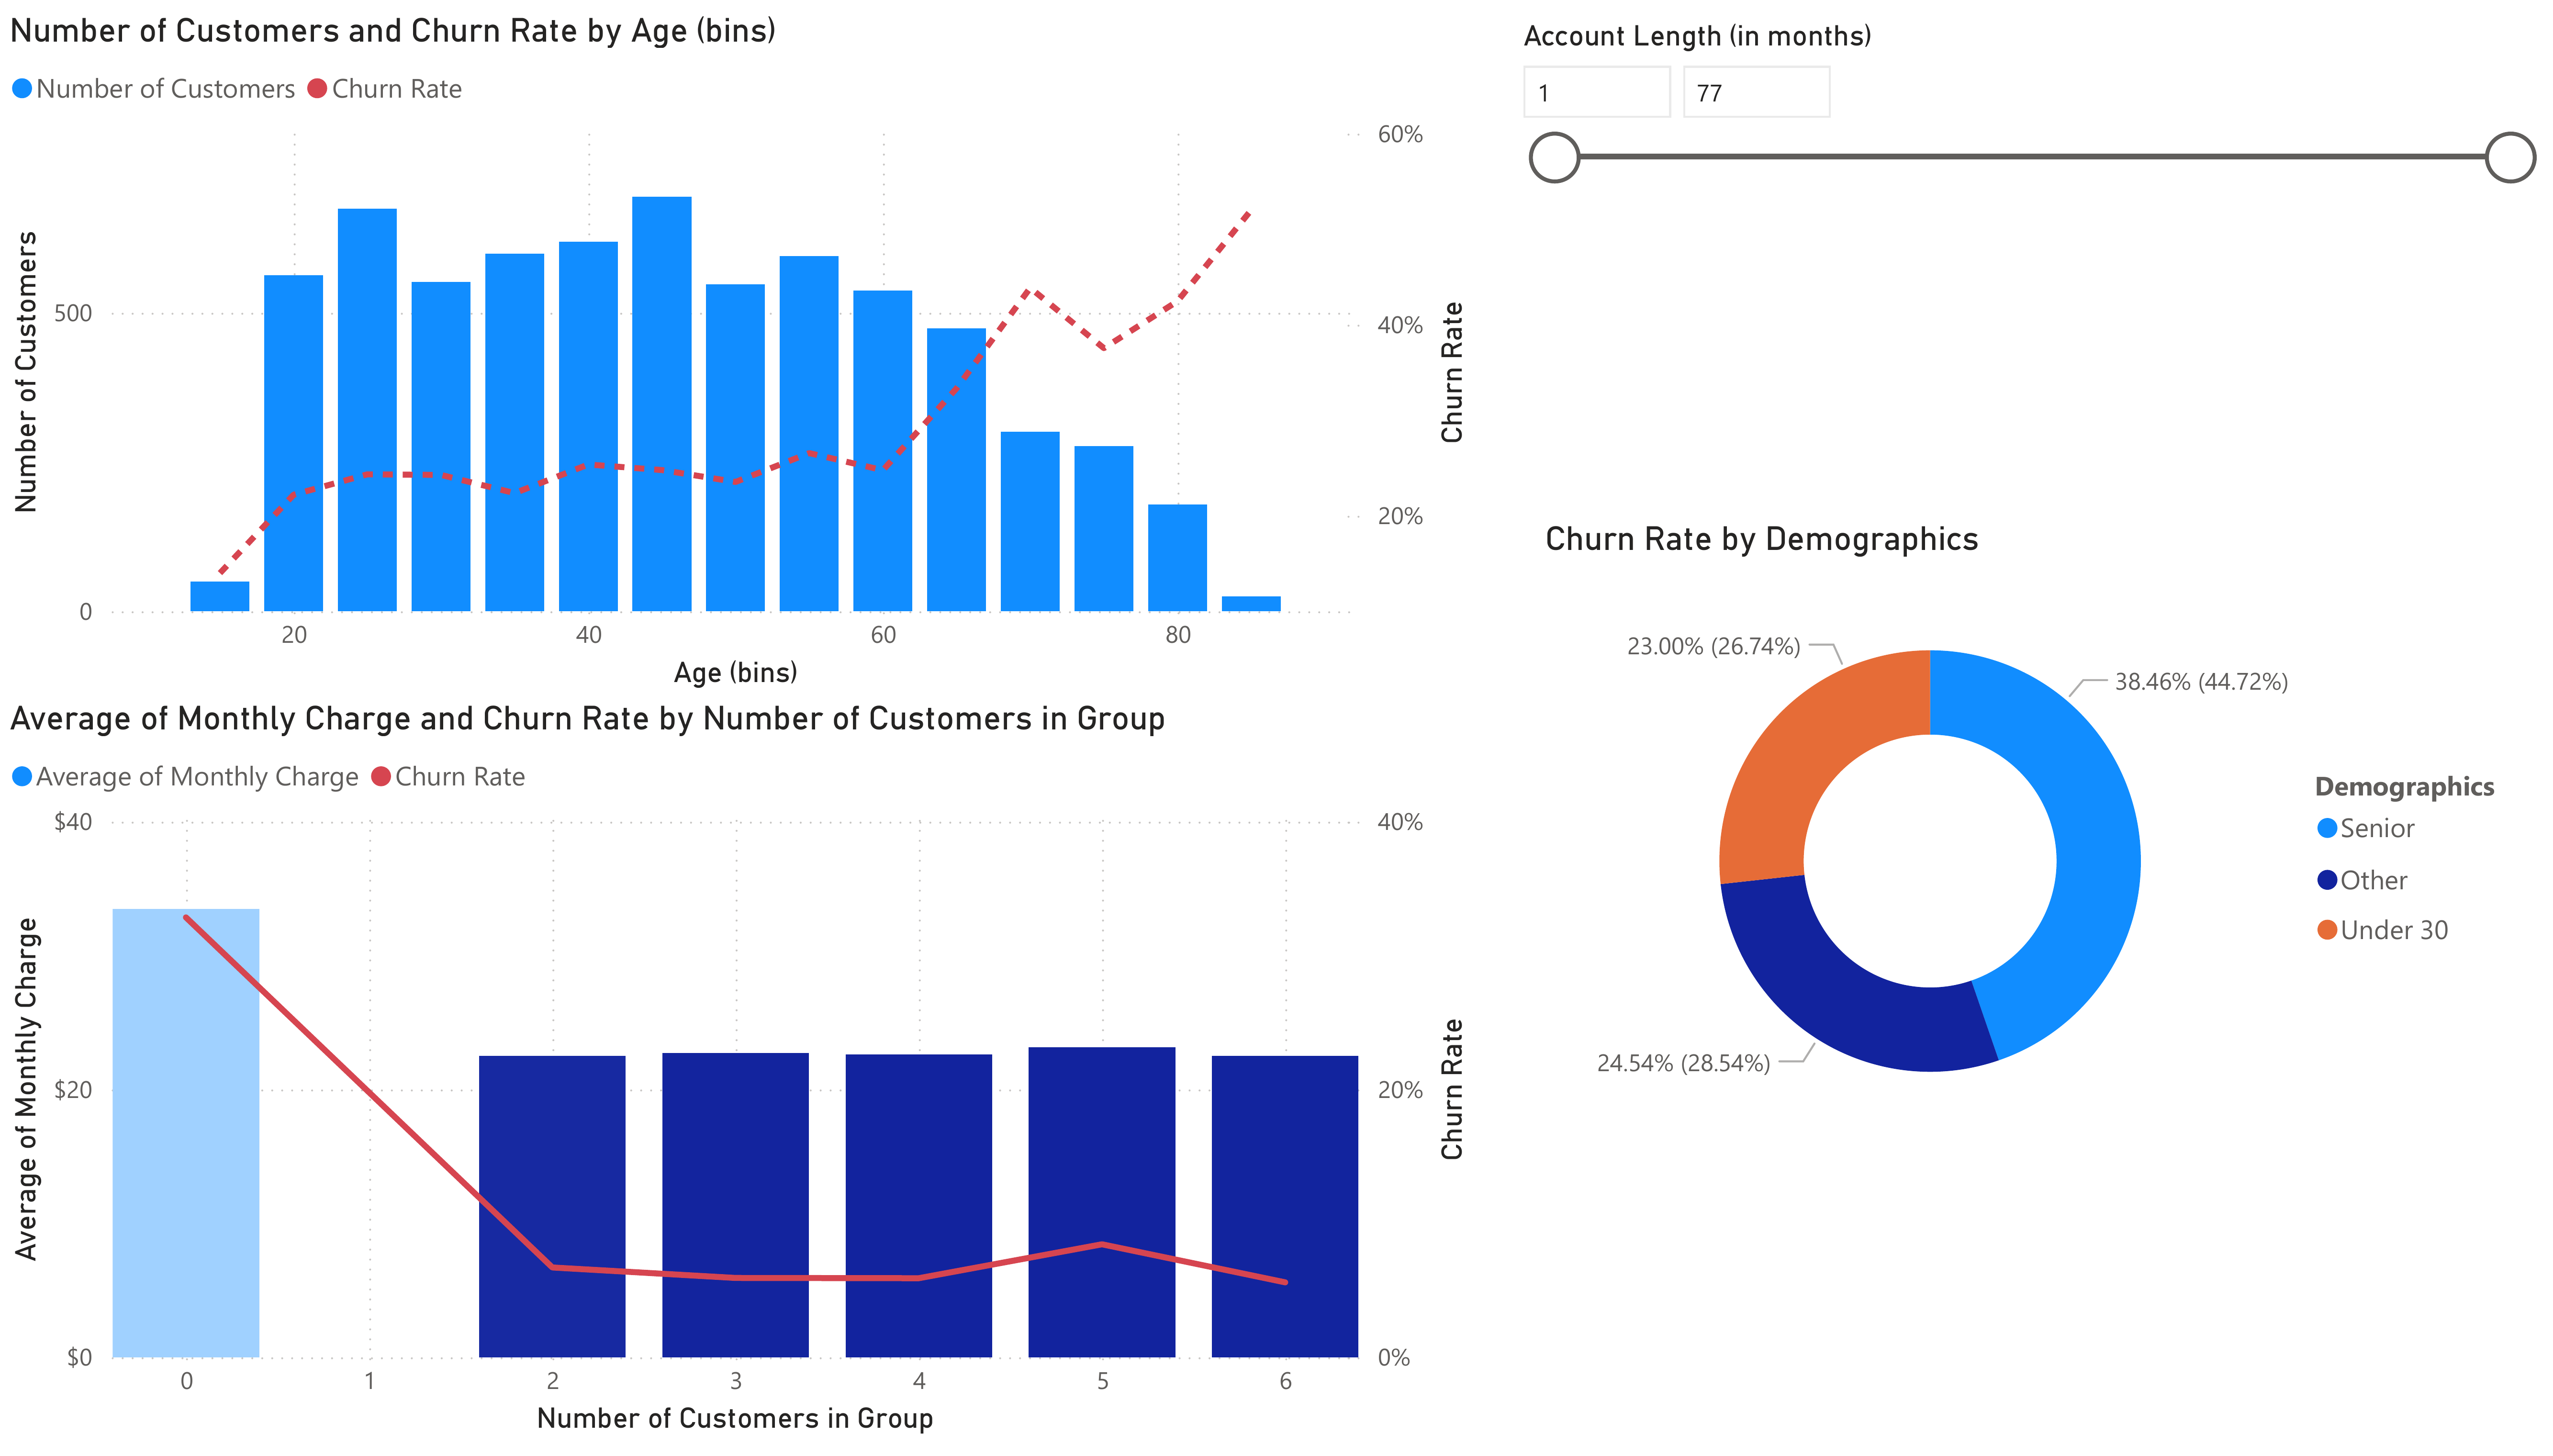 Number of Customers and Churn Rate by Age (bins)
Number of Customers Churn Rate
60%
40%
20%
500
0
Number of Customers
Churn Rate
20 40 60 80
Age (bins)
Average of Monthly Charge and Churn Rate by Number of Customers in Group
Average of Monthly Charge Churn Rate
$40
$20
$0
40%
20%
0%
Average of Monthly Charge
Churn Rate
0 1 2 3 4 5 6
Number of Customers in Group
Account Length (in months)
1 77
Churn Rate by Demographics
23.00% (26.74%)
38.46% (44.72%)
24.54% (28.54%)
Demographics
Senior
Other
Under 30